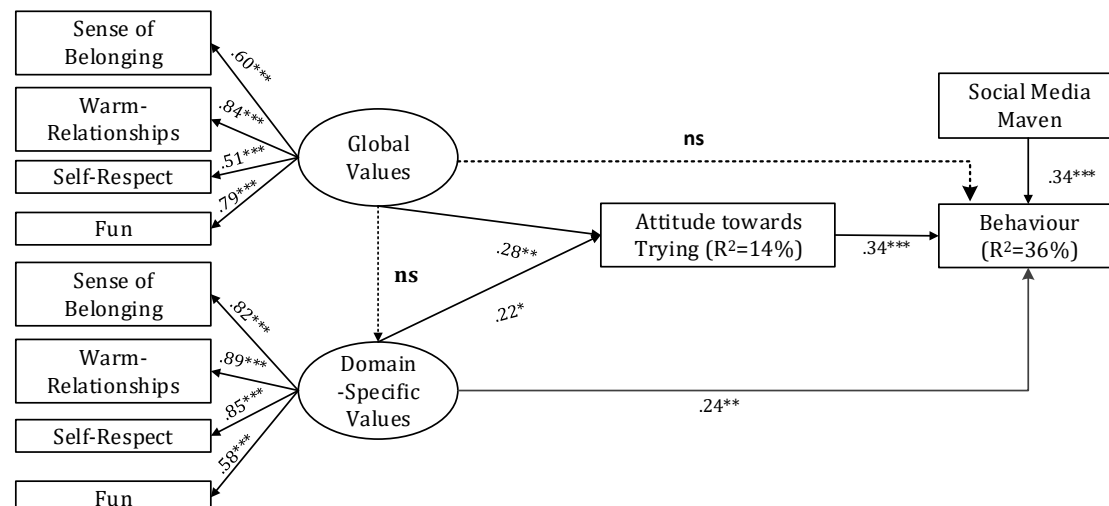 Sense of
Belonging
.60***
Warm-
Relationships
.84***
Self-Respect
.51***
Fun
.79***
Global
Values
ns
Social Media
Maven
.34***
Attitude towards
Trying (R²=14%)
.34***
Behaviour
(R²=36%)
.28**
ns
.22*
Sense of
Belonging
.82***
Warm-
Relationships
.89***
Self-Respect
.85***
Fun
.58***
Domain
-Specific
Values
.24**